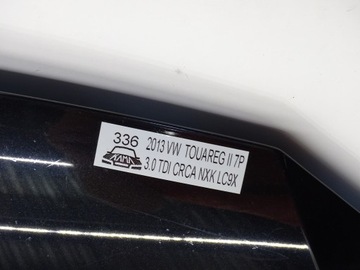 336
2013 VW TOUAREG II 7P
3.0 TDI CRCA NXK LC9X